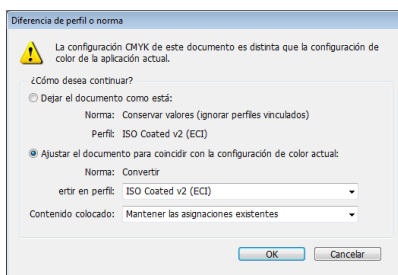 Diferencia de perfil o norma
La configuración CMYK de este documento es distinta que la configuración de
color de la aplicación actual.
¿Cómo desea continuar?
Dejar el documento como está:
Norma: Conservar valores (ignorar perfiles vinculados)
Perfil: ISO Coated v2 (ECI)
Ajustar el documento para coincidir con la configuración de color actual:
Norma: Convertir
ertir en perfil: ISO Coated v2 (ECI)
Contenido colocado: Mantener las asignaciones existentes
OK Cancelar